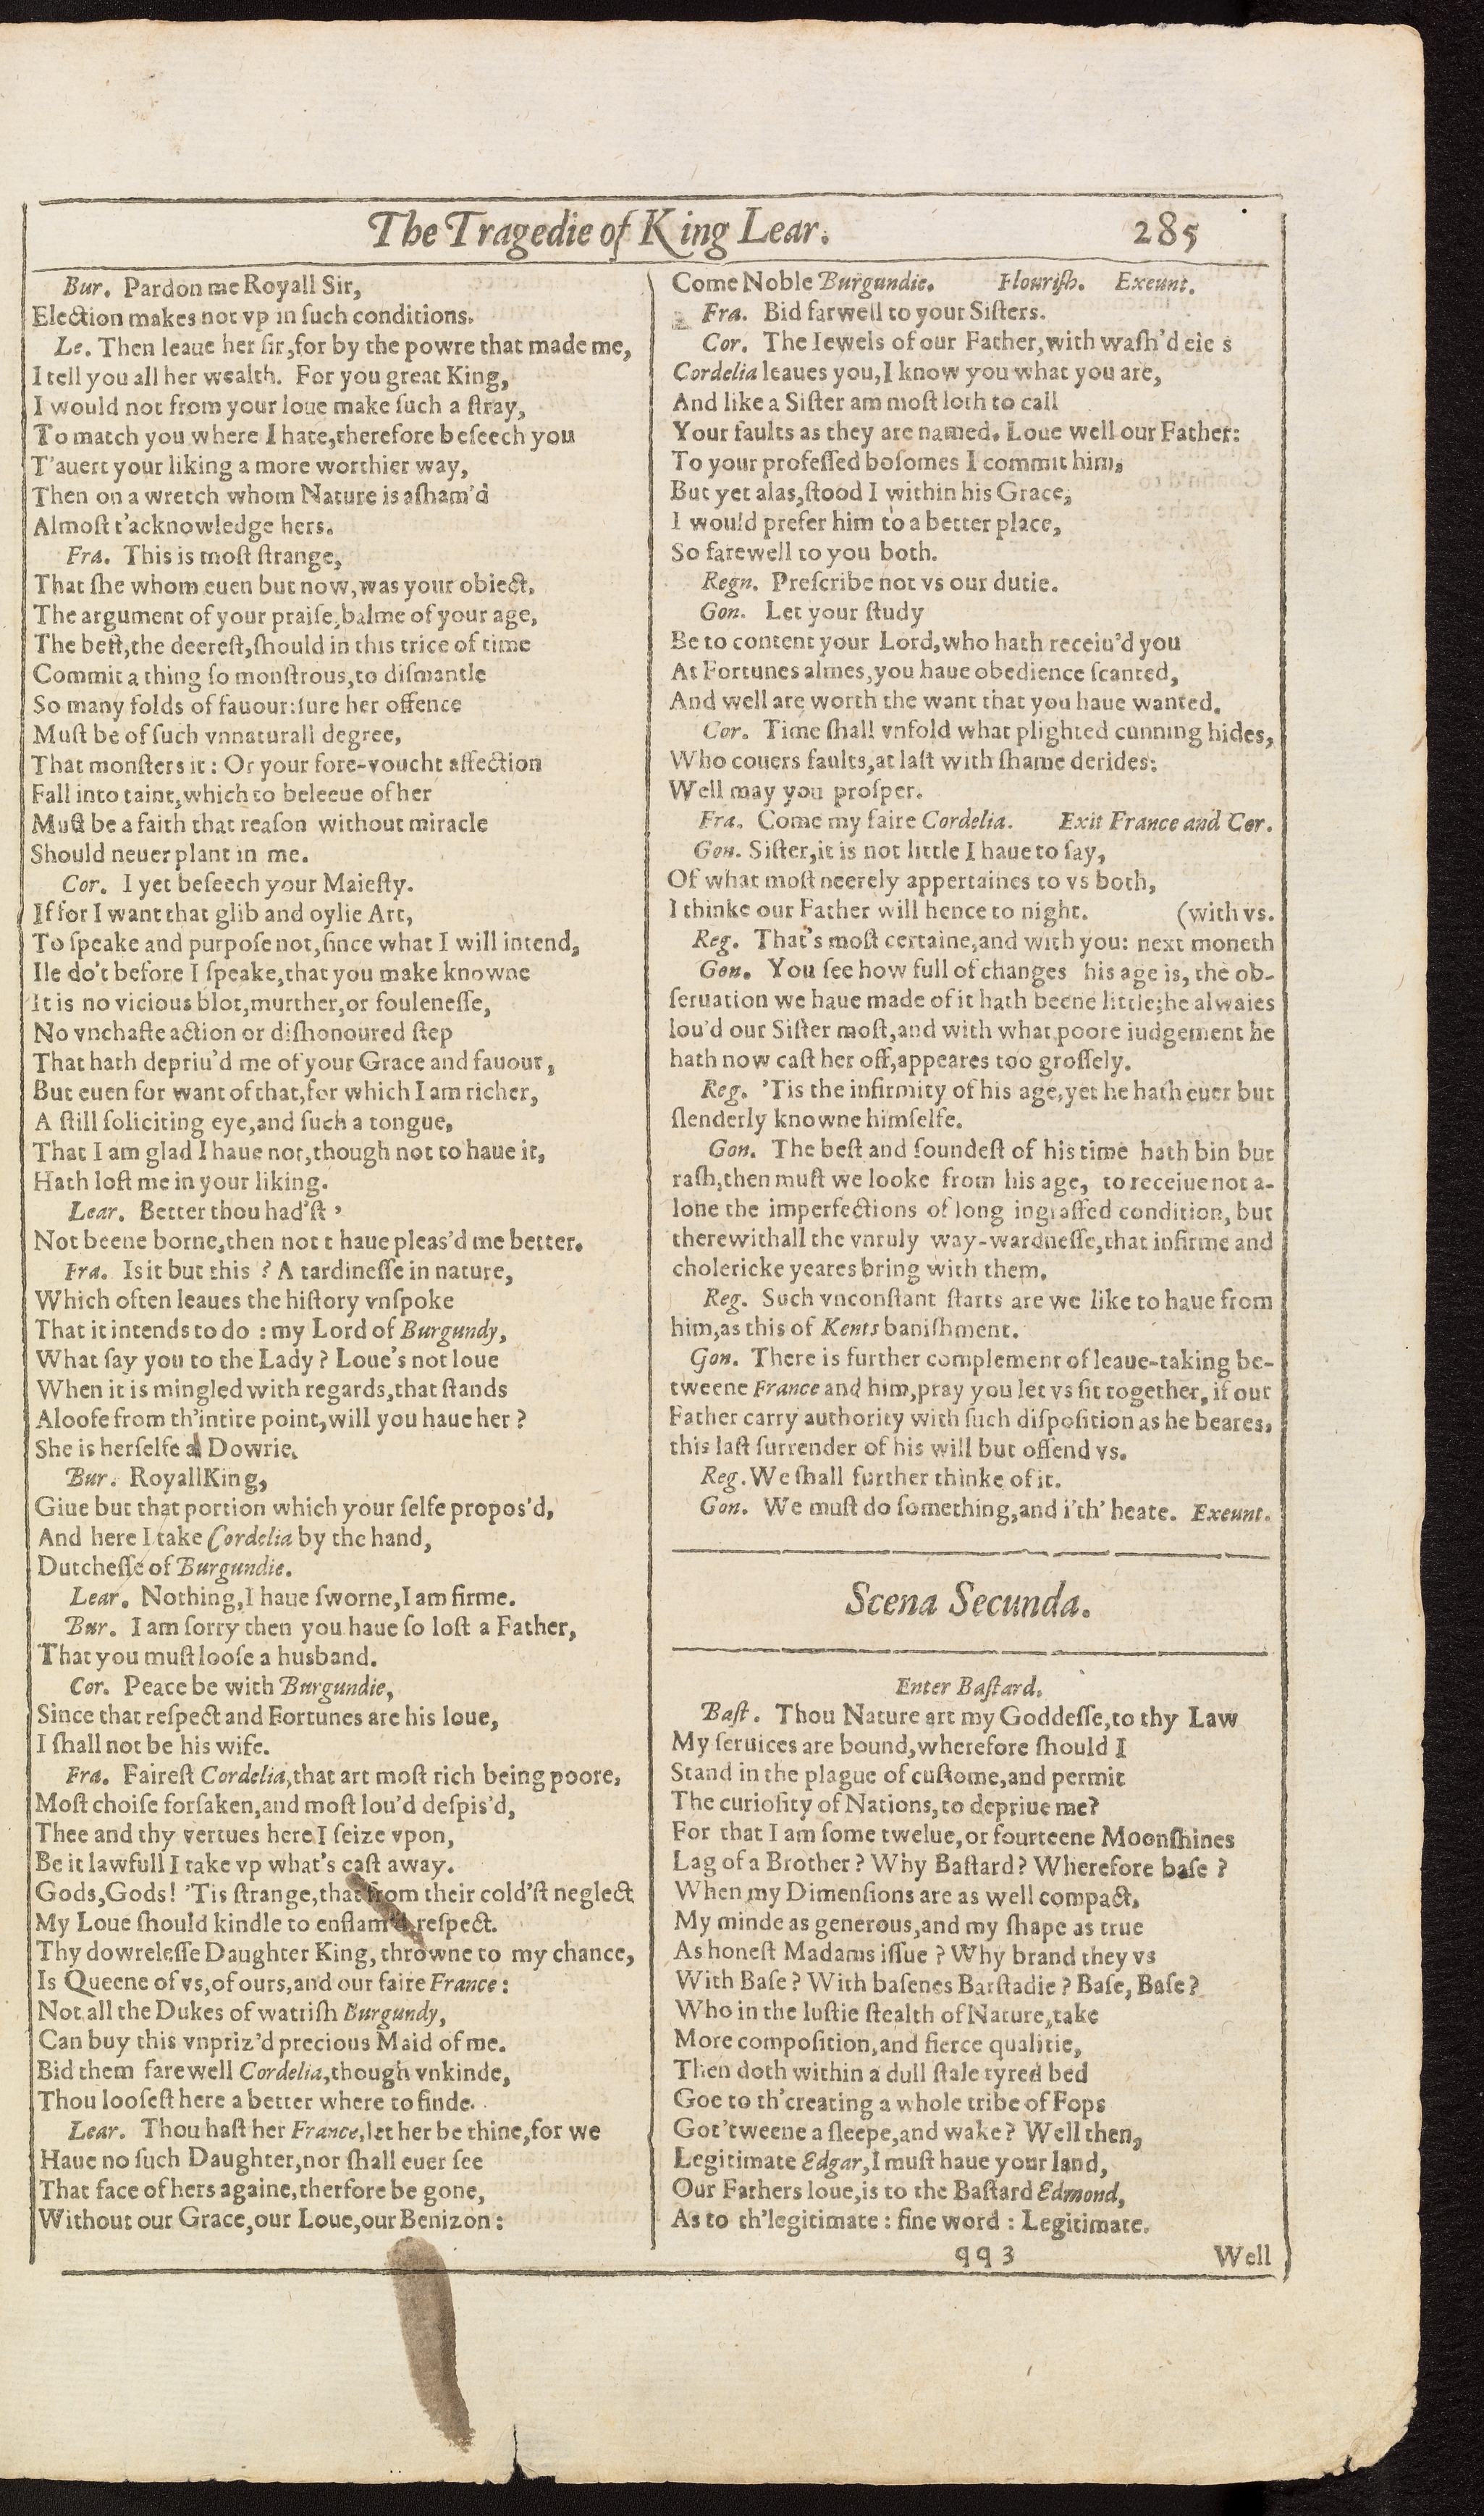 The Tragedie of King Lear. 285
Bur. Pardon me Royall Sir,
Election makes not vp in ſuch conditions.
Le. Then leaue her ſir, for by the powre that made me,
I tell you all her wealth. For you great King,
I would not from your loue make ſuch a ſtray,
To match you where I hate, therefore beſeech you
T'auert your liking a more worthier way,
Then on a wretch whom Nature is aſham'd
Almoſt t'acknowledge hers.
Fra. This is moſt ſtrange,
That ſhe whom euen but now, was your obiect,
The argument of your praiſe, balme of your age,
The beſt, the deereſt, ſhould in this trice of time
Commit a thing ſo monſtrous, to diſmantle
So many folds of fauour: ſure her offence
Muſt be of ſuch vnnaturall degree,
That monſters it: Or your fore-voucht affection
Fall into taint, which to beleeue of her
Muſt be a faith that reaſon without miracle
Should neuer plant in me.
Cor. I yet beſeech your Maieſty.
If for I want that glib and oylie Art,
To ſpeake and purpoſe not, ſince what I will intend,
Ile do't before I ſpeake, that you make knowne
It is no vicious blot, murther, or fouleneſſe,
No vnchaſte action or diſhonoured ſtep
That hath depriu'd me of your Grace and fauour,
But euen for want of that, for which I am richer,
A ſtill ſoliciting eye, and ſuch a tongue,
That I am glad I haue not, though not to haue it,
Hath loſt me in your liking.
Lear. Better thou had'ſt,
Not beene borne, then not t haue pleas'd me better.
Fra. Is it but this? A tardineſſe in nature,
Which often leaues the hiſtory vnſpoke
That it intends to do: my Lord of Burgundy,
What ſay you to the Lady? Loue's not loue
When it is mingled with regards, that ſtands
Aloofe from th'intire point, will you haue her?
She is herſelfe a Dowrie.
Bur. Royall King,
Giue but that portion which your ſelfe propos'd,
And here I take Cordelia by the hand,
Dutcheſſe of Burgundie.
Lear. Nothing, I haue ſworne, I am firme.
Bur. I am ſorry then you haue ſo loſt a Father,
That you muſt looſe a husband.
Cor. Peace be with Burgundie,
Since that reſpect and Fortunes are his loue,
I ſhall not be his wife.
Fra. Faireſt Cordelia, that art moſt rich being poore,
Moſt choiſe forſaken, and moſt lou'd deſpis'd,
Thee and thy vertues here I ſeize vpon,
Be it lawfull I take vp what's caſt away.
Gods, Gods! 'Tis ſtrange, that from their cold'ſt neglect
My Loue ſhould kindle to enflam'd reſpect.
Thy dowreleſſe Daughter King, throwne to my chance,
Is Queene of vs, of ours, and our faire France:
Not all the Dukes of watriſh Burgundy,
Can buy this vnpriz'd precious Maid of me.
Bid them farewell Cordelia, though vnkinde,
Thou looſeſt here a better where to finde.
Lear. Thou haſt her France, let her be thine, for we
Haue no ſuch Daughter, nor ſhall euer ſee
That face of hers againe, therfore be gone,
Without our Grace, our Loue, our Benizon:
Come Noble Burgundie. Flouriſh. Exeunt.
Fra. Bid farwell to your Siſters.
Cor. The Iewels of our Father, with waſh'd eie s
Cordelia leaues you, I know you what you are,
And like a Siſter am moſt loth to call
Your faults as they are named. Loue well our Father:
To your profeſſed boſomes I commit him,
But yet alas, ſtood I within his Grace,
I would prefer him to a better place,
So farewell to you both.
Regn. Preſcribe not vs our dutie.
Gon. Let your ſtudy
Be to content your Lord, who hath receiu'd you
At Fortunes almes, you haue obedience ſcanted,
And well are worth the want that you haue wanted.
Cor. Time ſhall vnfold what plighted cunning hides,
Who couers faults, at laſt with ſhame derides:
Well may you proſper.
Fra. Come my faire Cordelia. Exit France and Cor.
Gon. Siſter, it is not little I haue to ſay,
Of what moſt neerely appertaines to vs both,
I thinke our Father will hence to night. (with vs.
Reg. That's moſt certaine, and with you: next moneth
Gon. You ſee how full of changes his age is, the ob-
ſeruation we haue made of it hath beene little; he alwaies
lou'd our Siſter moſt, and with what poore iudgement he
hath now caſt her off, appeares too groſſely.
Reg. 'Tis the infirmity of his age, yet he hath euer but
ſlenderly knowne himſelfe.
Gon. The beſt and ſoundeſt of his time hath bin but
raſh, then muſt we looke from his age, to receiue not a-
lone the imperfections of long ingraffed condition, but
therewithall the vnruly way-wardneſſe, that infirme and
cholericke yeares bring with them.
Reg. Such vnconſtant ſtarts are we like to haue from
him, as this of Kents baniſhment.
Gon. There is further complement of leaue-taking be-
tweene France and him, pray you let vs ſit together, if our
Father carry authority with ſuch diſpoſition as he beares,
this laſt ſurrender of his will but offend vs.
Reg. We ſhall further thinke of it.
Gon. We muſt do ſomething, and i'th' heate. Exeunt.
Scena Secunda.
Enter Baſtard.
Baſt. Thou Nature art my Goddeſſe, to thy Law
My ſeruices are bound, wherefore ſhould I
Stand in the plague of cuſtome, and permit
The curioſity of Nations, to depriue me?
For that I am ſome twelue, or fourteene Moonſhines
Lag of a Brother? Why Baſtard? Wherefore baſe?
When my Dimenſions are as well compact,
My minde as generous, and my ſhape as true
As honeſt Madams iſſue? Why brand they vs
With Baſe? With baſenes Barſtadie? Baſe, Baſe?
Who in the luſtie ſtealth of Nature, take
More compoſition, and fierce qualitie,
Then doth within a dull ſtale tyred bed
Goe to th'creating a whole tribe of Fops
Got 'tweene a ſleepe, and wake? Well then,
Legitimate Edgar, I muſt haue your land,
Our Fathers loue, is to the Baſtard Edmond,
As to th'legitimate: fine word: Legitimate.
qq3 Well